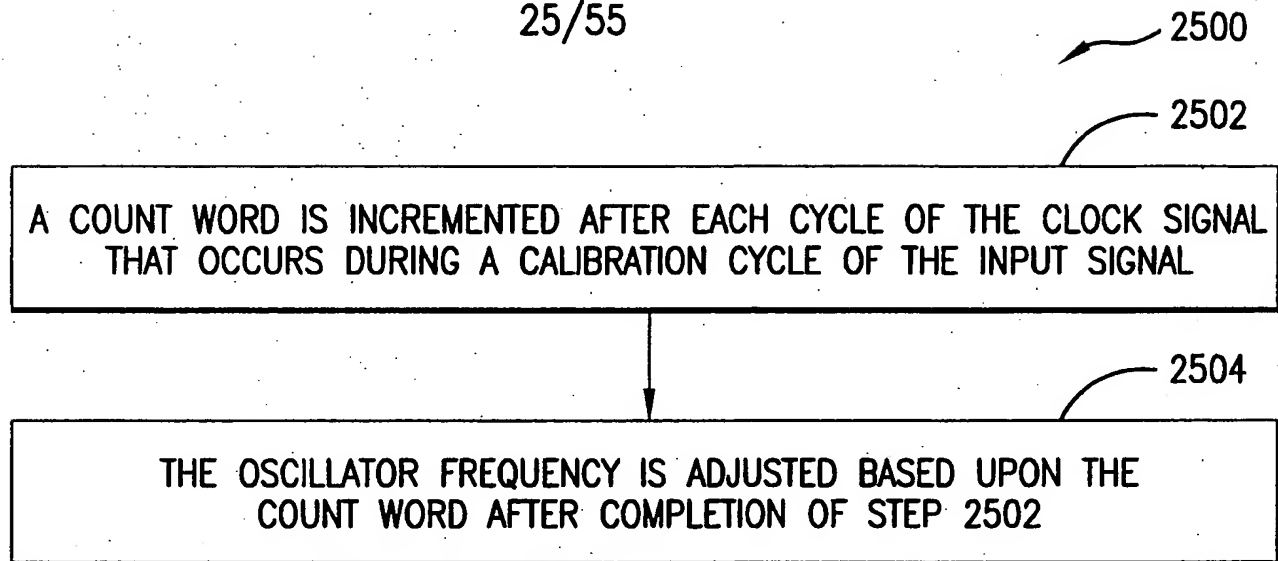 25/55
2500
2502
A COUNT WORD IS INCREMENTED AFTER EACH CYCLE OF THE CLOCK SIGNAL
THAT OCCURS DURING A CALIBRATION CYCLE OF THE INPUT SIGNAL
2504
THE OSCILLATOR FREQUENCY IS ADJUSTED BASED UPON THE
COUNT WORD AFTER COMPLETION OF STEP 2502